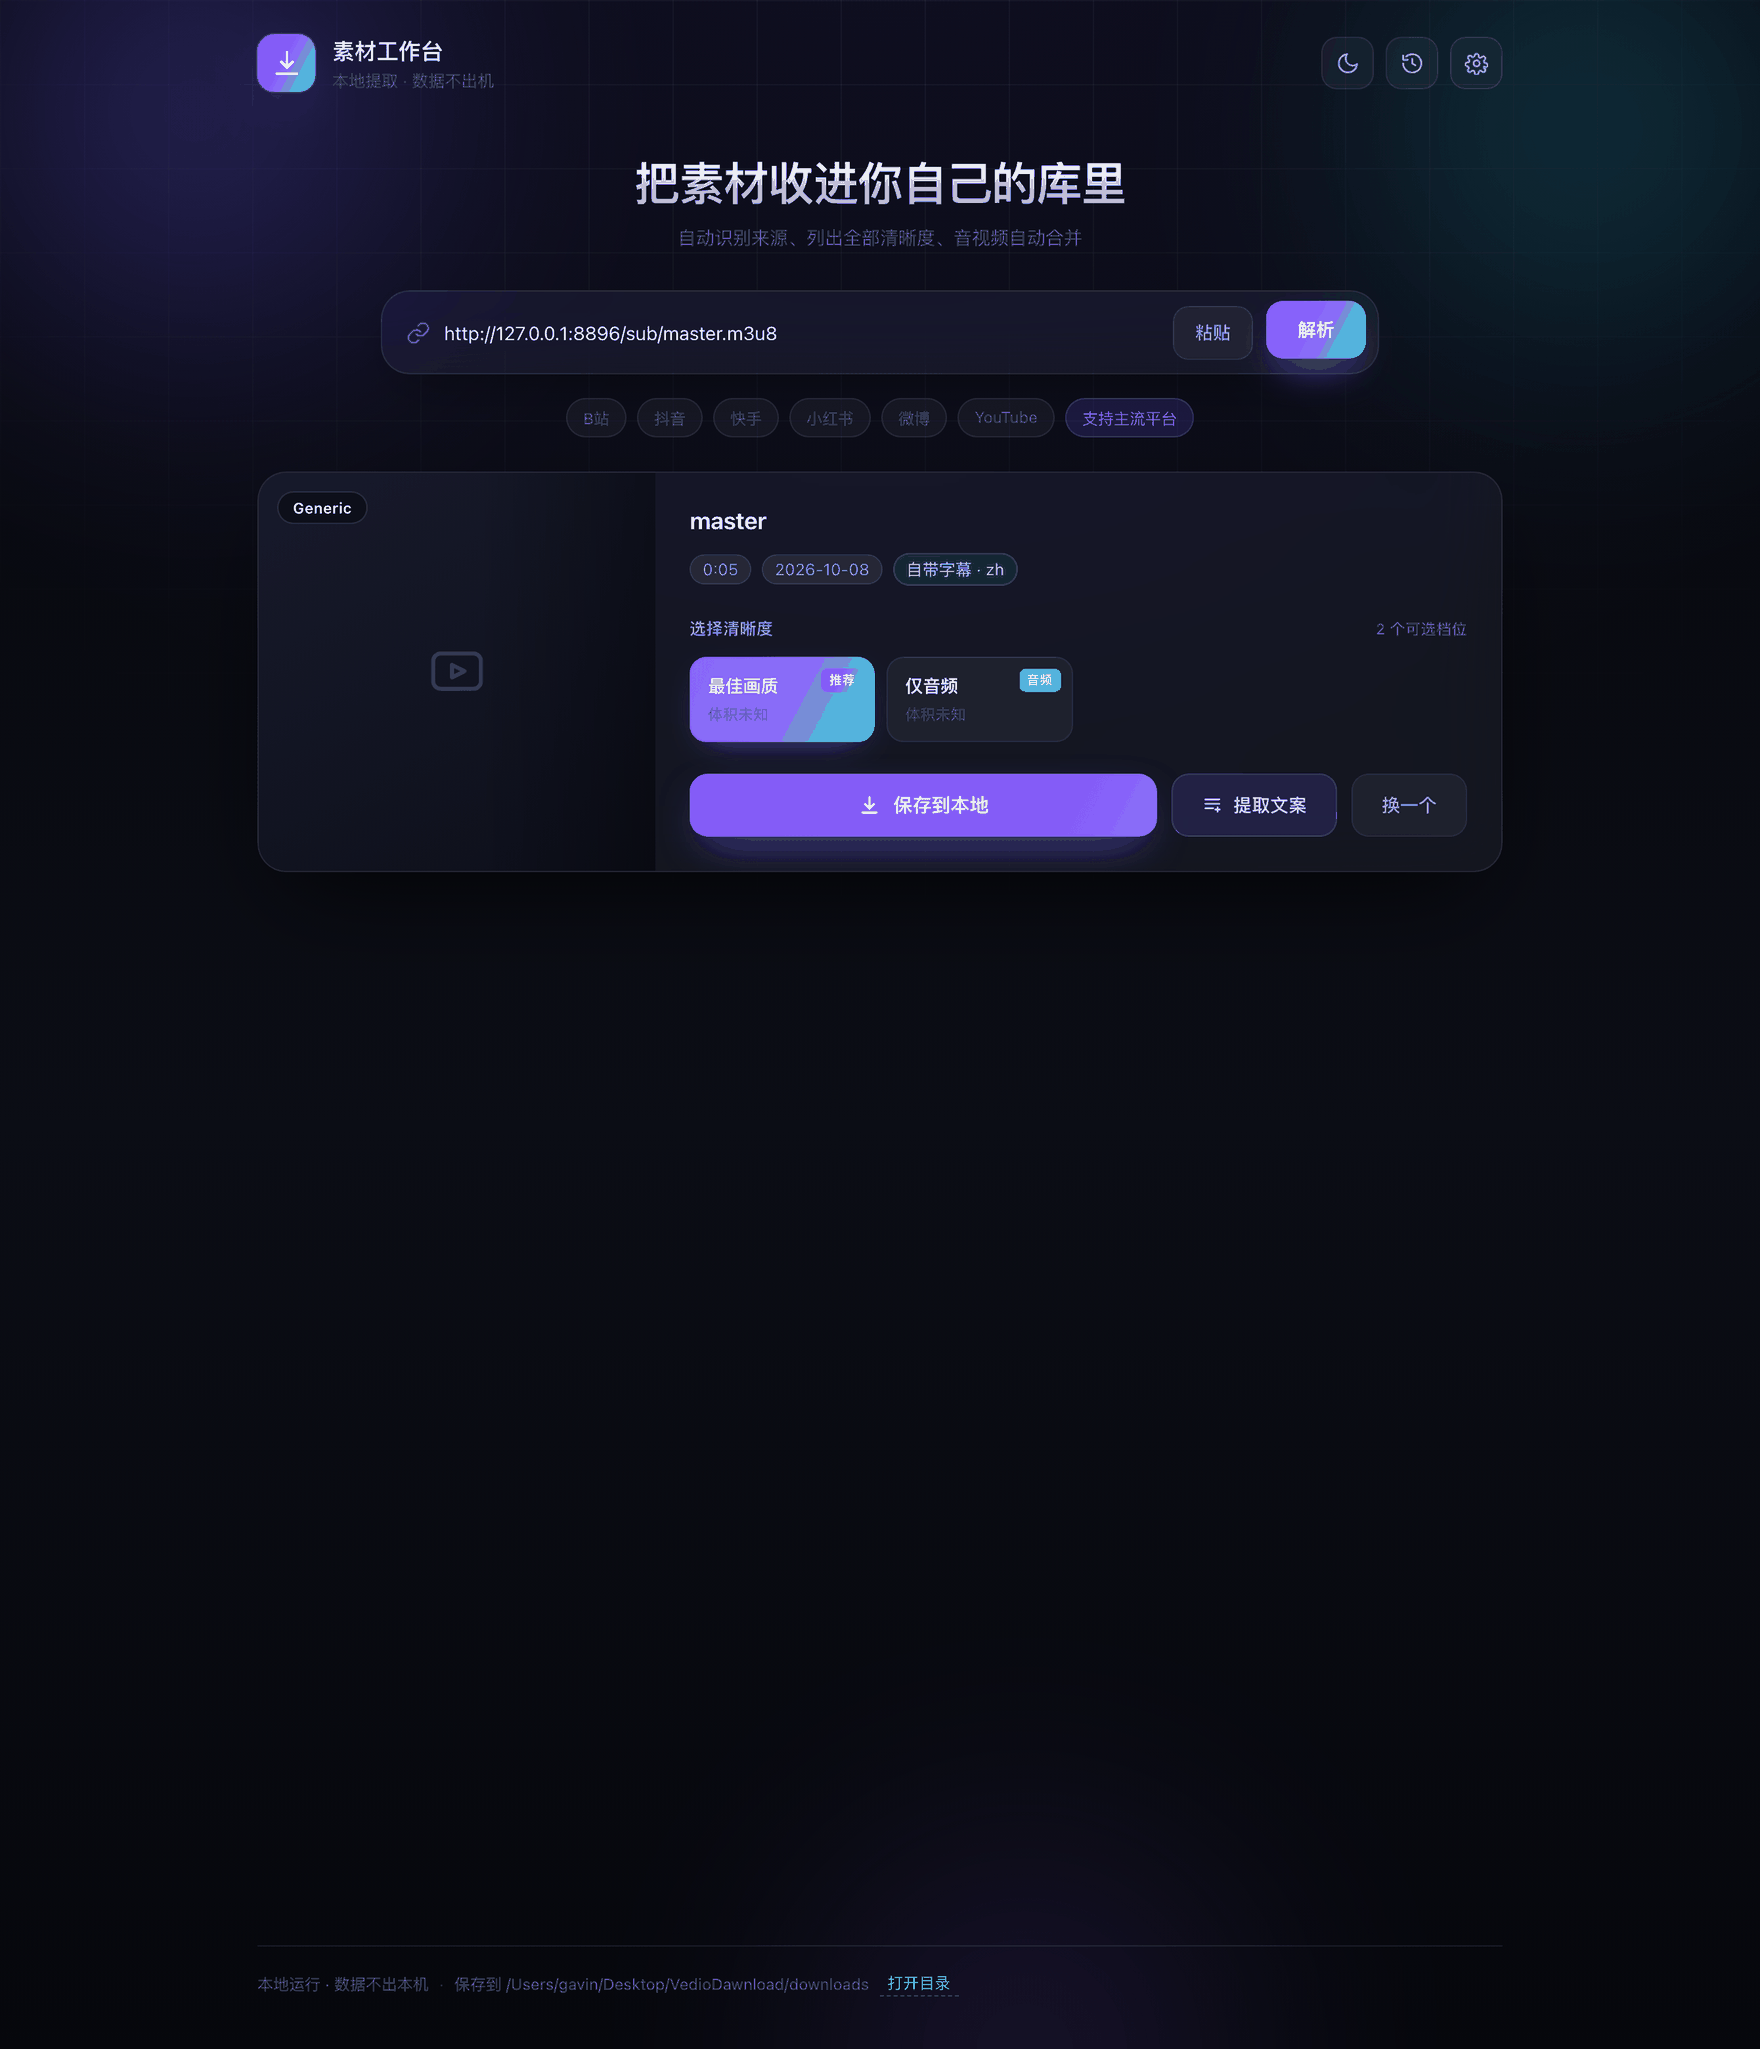 素材工作台
本地提取 · 数据不出机
把素材收进你自己的库里
自动识别来源、列出全部清晰度、音视频自动合并
http://127.0.0.1:8896/sub/master.m3u8 粘贴 解析
B站 抖音 快手 小红书 微博 YouTube 支持主流平台
Generic
master
0:05 2026-10-08 自带字幕 · zh
选择清晰度 2 个可选档位
最佳画质 推荐 仅音频 音频
体积未知 体积未知
保存到本地 提取文案 换一个
本地运行 · 数据不出本机 · 保存到 /Users/gavin/Desktop/VedioDawnload/downloads 打开目录